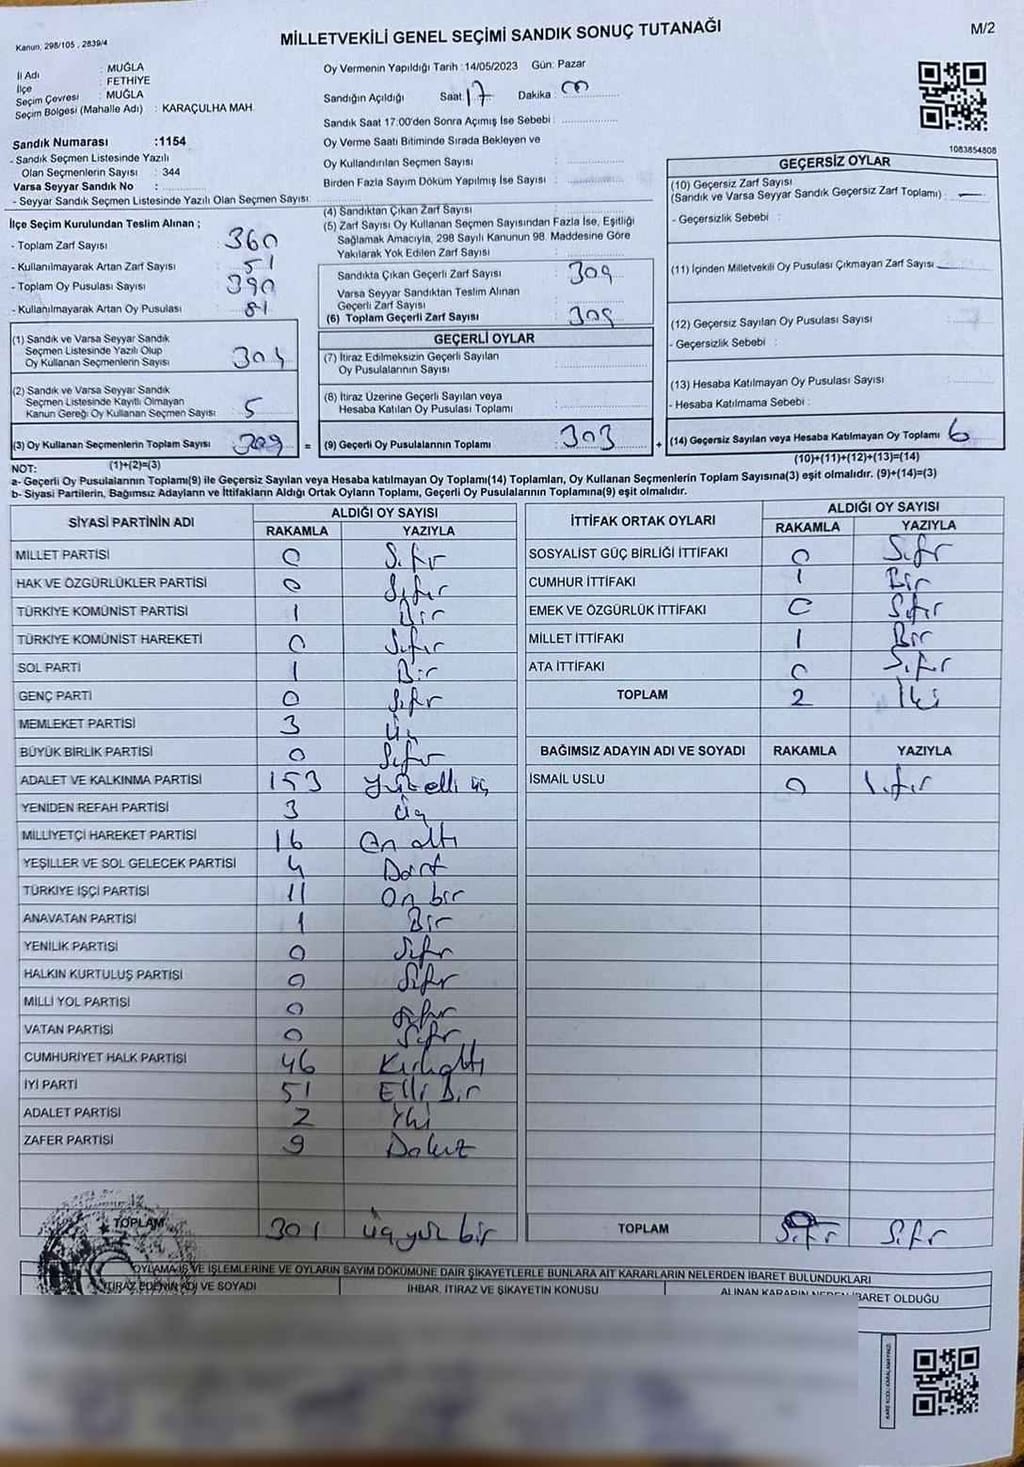 Kanun, 298/105 , 2839/4
MİLLETVEKİLİ GENEL SEÇİMİ SANDIK SONUÇ TUTANAĞI
M/2
İl Adı : MUĞLA
İlçe : FETHİYE
Seçim Çevresi : MUĞLA
Seçim Bölgesi (Mahalle Adı) : KARAÇULHA MAH.
Sandık Numarası :1154
- Sandık Seçmen Listesinde Yazılı
Olan Seçmenlerin Sayısı : 344
Varsa Seyyar Sandık No :
- Seyyar Sandık Seçmen Listesinde Yazılı Olan Seçmen Sayısı:
İlçe Seçim Kurulundan Teslim Alınan ;
- Toplam Zarf Sayısı 360
- Kullanılmayarak Artan Zarf Sayısı 51
- Toplam Oy Pusulası Sayısı 390
- Kullanılmayarak Artan Oy Pusulası 81
(1) Sandık ve Varsa Seyyar Sandık
Seçmen Listesinde Yazılı Olup
Oy Kullanan Seçmenlerin Sayısı 304
(2) Sandık ve Varsa Seyyar Sandık
Seçmen Listesinde Kayıtlı Olmayan
Kanun Gereği Oy Kullanan Seçmen Sayısı 5
(3) Oy Kullanan Seçmenlerin Toplam Sayısı 309 =
Oy Vermenin Yapıldığı Tarih :14/05/2023 Gün: Pazar
Sandığın Açıldığı Saat 17 Dakika
Sandık Saat 17:00'den Sonra Açımış İse Sebebi :
Oy Verme Saati Bitiminde Sırada Bekleyen ve
Oy Kullandırılan Seçmen Sayısı :
Birden Fazla Sayım Döküm Yapılmış İse Sayısı :
(4) Sandıktan Çıkan Zarf Sayısı
(5) Zarf Sayısı Oy Kullanan Seçmen Sayısından Fazla İse, Eşitliği
Sağlamak Amacıyla, 298 Sayılı Kanunun 98. Maddesine Göre
Yakılarak Yok Edilen Zarf Sayısı
Sandıkta Çıkan Geçerli Zarf Sayısı 309
Varsa Seyyar Sandıktan Teslim Alınan
Geçerli Zarf Sayısı
(6) Toplam Geçerli Zarf Sayısı 309
GEÇERLİ OYLAR
(7) İtiraz Edilmeksizin Geçerli Sayılan
Oy Pusulalarının Sayısı
(8) İtiraz Üzerine Geçerli Sayılan veya
Hesaba Katılan Oy Pusulası Toplamı
(9) Geçerli Oy Pusulalarının Toplamı 303 +
1083854808
GEÇERSİZ OYLAR
(10) Geçersiz Zarf Sayısı
(Sandık ve Varsa Seyyar Sandık Geçersiz Zarf Toplamı) :
- Geçersizlik Sebebi :
(11) İçinden Milletvekili Oy Pusulası Çıkmayan Zarf Sayısı
(12) Geçersiz Sayılan Oy Pusulası Sayısı
- Geçersizlik Sebebi :
(13) Hesaba Katılmayan Oy Pusulası Sayısı
- Hesaba Katılmama Sebebi :
(14) Geçersiz Sayılan veya Hesaba Katılmayan Oy Toplamı 6
NOT: (1)+(2)=(3) (10)+(11)+(12)+(13)=(14)
a- Geçerli Oy Pusulalarının Toplamı(9) ile Geçersiz Sayılan veya Hesaba katılmayan Oy Toplamı(14) Toplamları, Oy Kullanan Seçmenlerin Toplam Sayısına(3) eşit olmalıdır. (9)+(14)=(3)
b- Siyasi Partilerin, Bağımsız Adayların ve İttifakların Aldığı Ortak Oyların Toplamı, Geçerli Oy Pusulalarının Toplamına(9) eşit olmalıdır.
SİYASİ PARTİNİN ADI ALDIĞI OY SAYISI
RAKAMLA YAZIYLA
MİLLET PARTİSİ 0 Sıfır
HAK VE ÖZGÜRLÜKLER PARTİSİ 0 Sıfır
TÜRKİYE KOMÜNİST PARTİSİ 1 Bir
TÜRKİYE KOMÜNİST HAREKETİ 0 Sıfır
SOL PARTİ 1 Bir
GENÇ PARTİ 0 Sıfır
MEMLEKET PARTİSİ 3 Üç
BÜYÜK BİRLİK PARTİSİ 0 Sıfır
ADALET VE KALKINMA PARTİSİ 153 Yüz elli üç
YENİDEN REFAH PARTİSİ 3 Üç
MİLLİYETÇİ HAREKET PARTİSİ 16 On altı
YEŞİLLER VE SOL GELECEK PARTİSİ 4 Dört
TÜRKİYE İŞÇİ PARTİSİ 11 On bir
ANAVATAN PARTİSİ 1 Bir
YENİLİK PARTİSİ 0 Sıfır
HALKIN KURTULUŞ PARTİSİ 0 Sıfır
MİLLİ YOL PARTİSİ 0 Sıfır
VATAN PARTİSİ 0 Sıfır
CUMHURİYET HALK PARTİSİ 46 Kırkaltı
İYİ PARTİ 51 Elli Bir
ADALET PARTİSİ 2 İki
ZAFER PARTİSİ 9 Dokuz
TOPLAM 301 üçyüz bir
İTTİFAK ORTAK OYLARI ALDIĞI OY SAYISI
RAKAMLA YAZIYLA
SOSYALİST GÜÇ BİRLİĞİ İTTİFAKI 0 Sıfır
CUMHUR İTTİFAKI 1 Bir
EMEK VE ÖZGÜRLÜK İTTİFAKI 0 Sıfır
MİLLET İTTİFAKI 1 Bir
ATA İTTİFAKI 0 Sıfır
TOPLAM 2 İki
BAĞIMSIZ ADAYIN ADI VE SOYADI RAKAMLA YAZIYLA
İSMAİL USLU 0 Sıfır
TOPLAM Sıfır Sıfır
OYLAMA İŞ VE İŞLEMLERİNE VE OYLARIN SAYIM DÖKÜMÜNE DAİR ŞİKAYETLERLE BUNLARA AİT KARARLARIN NELERDEN İBARET BULUNDUKLARI
İTİRAZ EDENİN ADI VE SOYADI İHBAR, İTİRAZ VE ŞİKAYETİN KONUSU ALINAN KARARIN NEDEN İBARET OLDUĞU